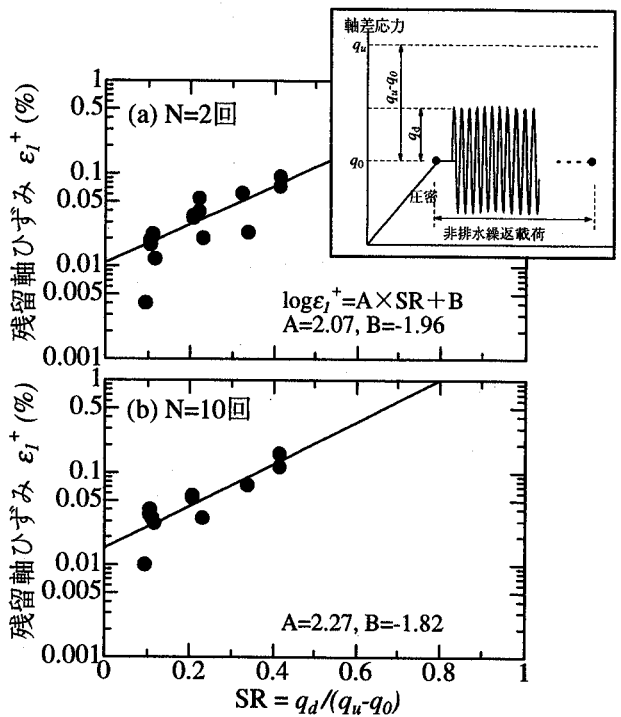 軸差応力
q_u
q_u-q_0
q_d
q_0
圧密
非排水繰返載荷
残留軸ひずみ ε_1^+ (%)
1
0.5
0.1
0.05
0.01
0.005
0.001
(a) N=2回
logε_1^+=A×SR+B
A=2.07, B=-1.96
残留軸ひずみ ε_1^+ (%)
1
0.5
0.1
0.05
0.01
0.005
0.001
(b) N=10回
A=2.27, B=-1.82
0 0.2 0.4 0.6 0.8 1
SR = q_d/(q_u-q_0)